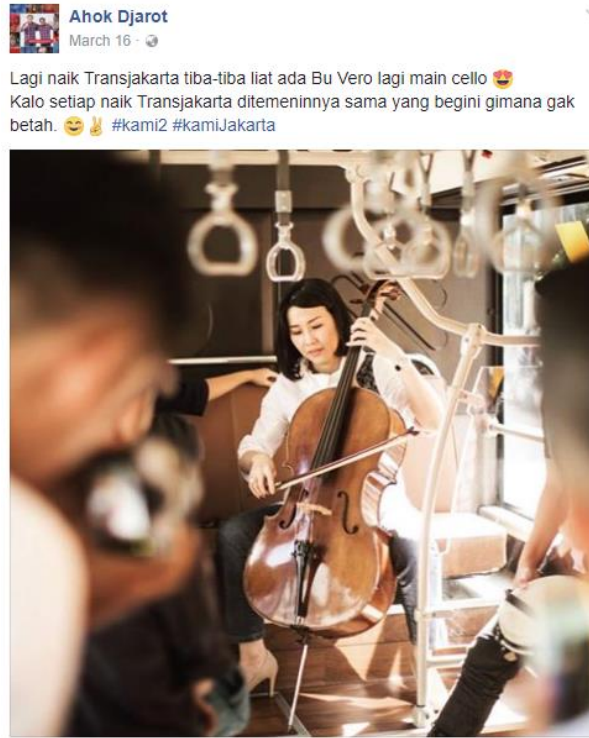 Ahok Djarot
March 16 ·
Lagi naik Transjakarta tiba-tiba liat ada Bu Vero lagi main cello 😍
Kalo setiap naik Transjakarta ditemeninnya sama yang begini gimana gak
betah. 😊✌ #kami2 #kamiJakarta